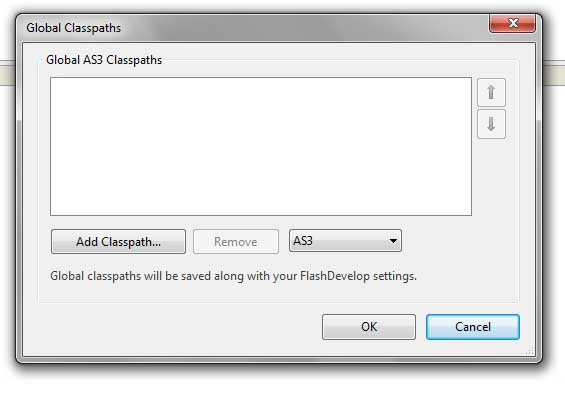 Global Classpaths
Global AS3 Classpaths
Add Classpath...
Remove
AS3
Global classpaths will be saved along with your FlashDevelop settings.
OK
Cancel